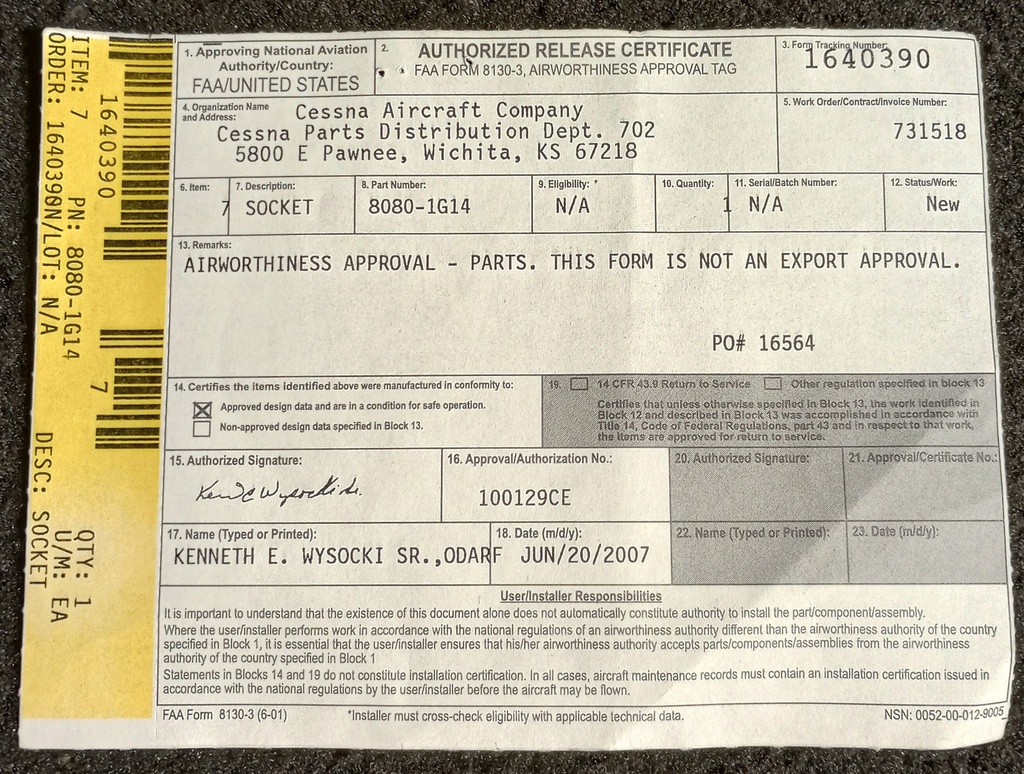 ITEM: 7 PN: 8080-1G14 QTY: 1
ORDER: 1640390N/LOT: N/A U/M: EA
DESC: SOCKET
1640390
7
1. Approving National Aviation
Authority/Country:
FAA/UNITED STATES
2.
AUTHORIZED RELEASE CERTIFICATE
FAA FORM 8130-3, AIRWORTHINESS APPROVAL TAG
3. Form Tracking Number:
1640390
4. Organization Name
and Address:
Cessna Aircraft Company
Cessna Parts Distribution Dept. 702
5800 E Pawnee, Wichita, KS 67218
5. Work Order/Contract/Invoice Number:
731518
6. Item:
7
7. Description:
SOCKET
8. Part Number:
8080-1G14
9. Eligibility: *
N/A
10. Quantity:
1
11. Serial/Batch Number:
N/A
12. Status/Work:
New
13. Remarks:
AIRWORTHINESS APPROVAL - PARTS. THIS FORM IS NOT AN EXPORT APPROVAL.
PO# 16564
14. Certifies the items identified above were manufactured in conformity to:
Approved design data and are in a condition for safe operation.
Non-approved design data specified in Block 13.
19. 14 CFR 43.9 Return to Service Other regulation specified in block 13
Certifies that unless otherwise specified in Block 13, the work identified in
Block 12 and described in Block 13 was accomplished in accordance with
Title 14, Code of Federal Regulations, part 43 and in respect to that work,
the items are approved for return to service.
15. Authorized Signature:
16. Approval/Authorization No.:
100129CE
20. Authorized Signature:
21. Approval/Certificate No.:
17. Name (Typed or Printed):
KENNETH E. WYSOCKI SR.,ODARF
18. Date (m/d/y):
JUN/20/2007
22. Name (Typed or Printed):
23. Date (m/d/y):
User/Installer Responsibilities
It is important to understand that the existence of this document alone does not automatically constitute authority to install the part/component/assembly.
Where the user/installer performs work in accordance with the national regulations of an airworthiness authority different than the airworthiness authority of the country
specified in Block 1, it is essential that the user/installer ensures that his/her airworthiness authority accepts parts/components/assemblies from the airworthiness
authority of the country specified in Block 1
Statements in Blocks 14 and 19 do not constitute installation certification. In all cases, aircraft maintenance records must contain an installation certification issued in
accordance with the national regulations by the user/installer before the aircraft may be flown.
FAA Form 8130-3 (6-01)
*Installer must cross-check eligibility with applicable technical data.
NSN: 0052-00-012-9005